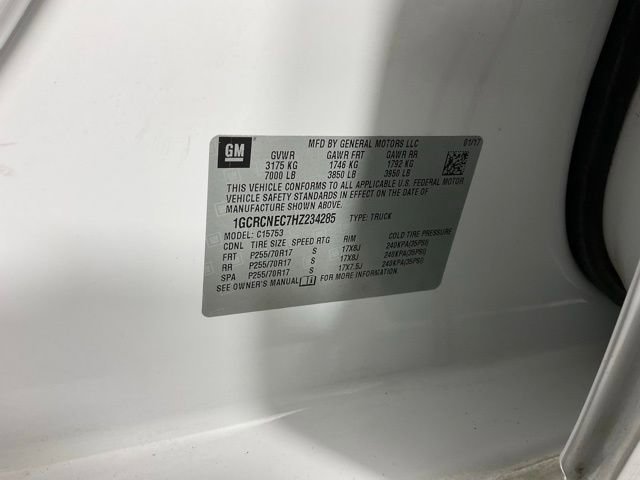 GM
MFD BY GENERAL MOTORS LLC 01/17
GVWR GAWR FRT GAWR RR
3175 KG 1746 KG 1792 KG
7000 LB 3850 LB 3950 LB
THIS VEHICLE CONFORMS TO ALL APPLICABLE U.S. FEDERAL MOTOR
VEHICLE SAFETY STANDARDS IN EFFECT ON THE DATE OF
MANUFACTURE SHOWN ABOVE.
1GCRCNEC7HZ234285 TYPE: TRUCK
MODEL: C15753
CDNL TIRE SIZE SPEED RTG RIM COLD TIRE PRESSURE
FRT P255/70R17 S 17X8J 240KPA(35PSI)
RR P255/70R17 S 17X8J 240KPA(35PSI)
SPA P255/70R17 S 17X7.5J 240KPA(35PSI)
SEE OWNER'S MANUAL FOR MORE INFORMATION